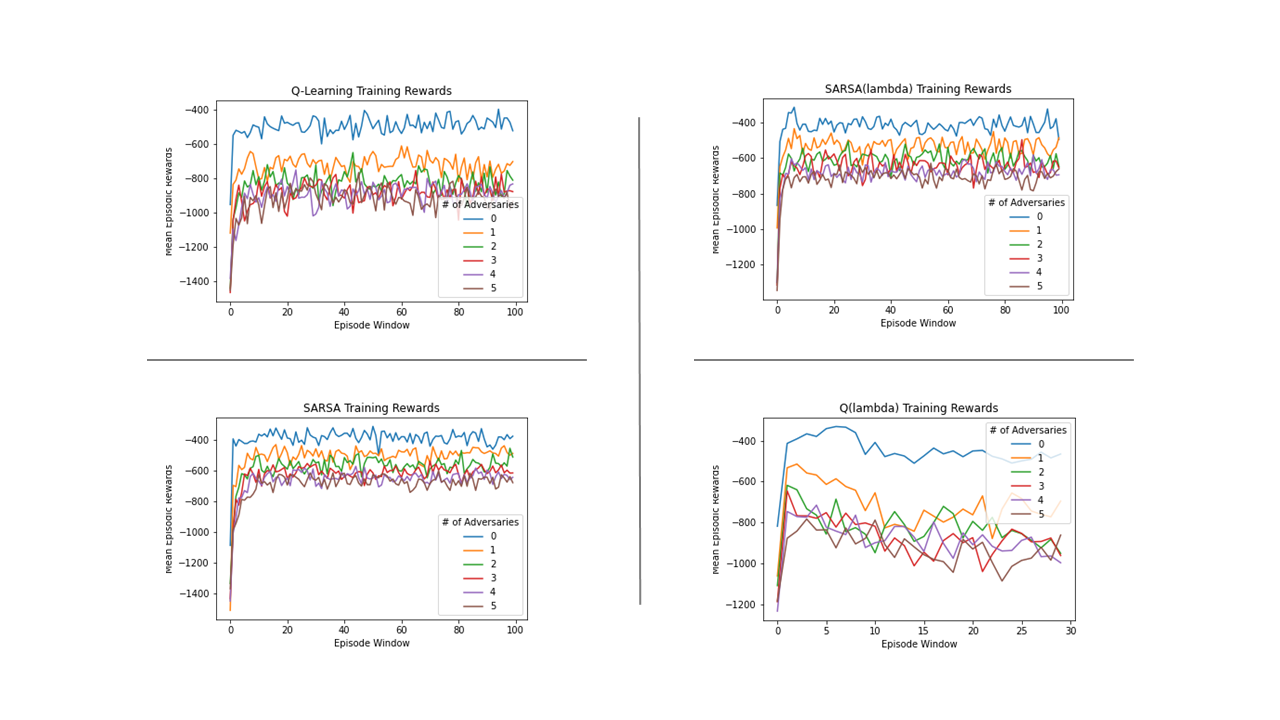 Q-Learning Training Rewards
−400
−600
−800
−1000
−1200
−1400
Mean Episodic Rewards
# of Adversaries
0
1
2
3
4
5
0 20 40 60 80 100
Episode Window
SARSA(lambda) Training Rewards
−400
−600
−800
−1000
−1200
Mean Episodic Rewards
# of Adversaries
0
1
2
3
4
5
0 20 40 60 80 100
Episode Window
SARSA Training Rewards
−400
−600
−800
−1000
−1200
−1400
Mean Episodic Rewards
# of Adversaries
0
1
2
3
4
5
0 20 40 60 80 100
Episode Window
Q(lambda) Training Rewards
−400
−600
−800
−1000
−1200
Mean Episodic Rewards
# of Adversaries
0
1
2
3
4
5
0 5 10 15 20 25 30
Episode Window